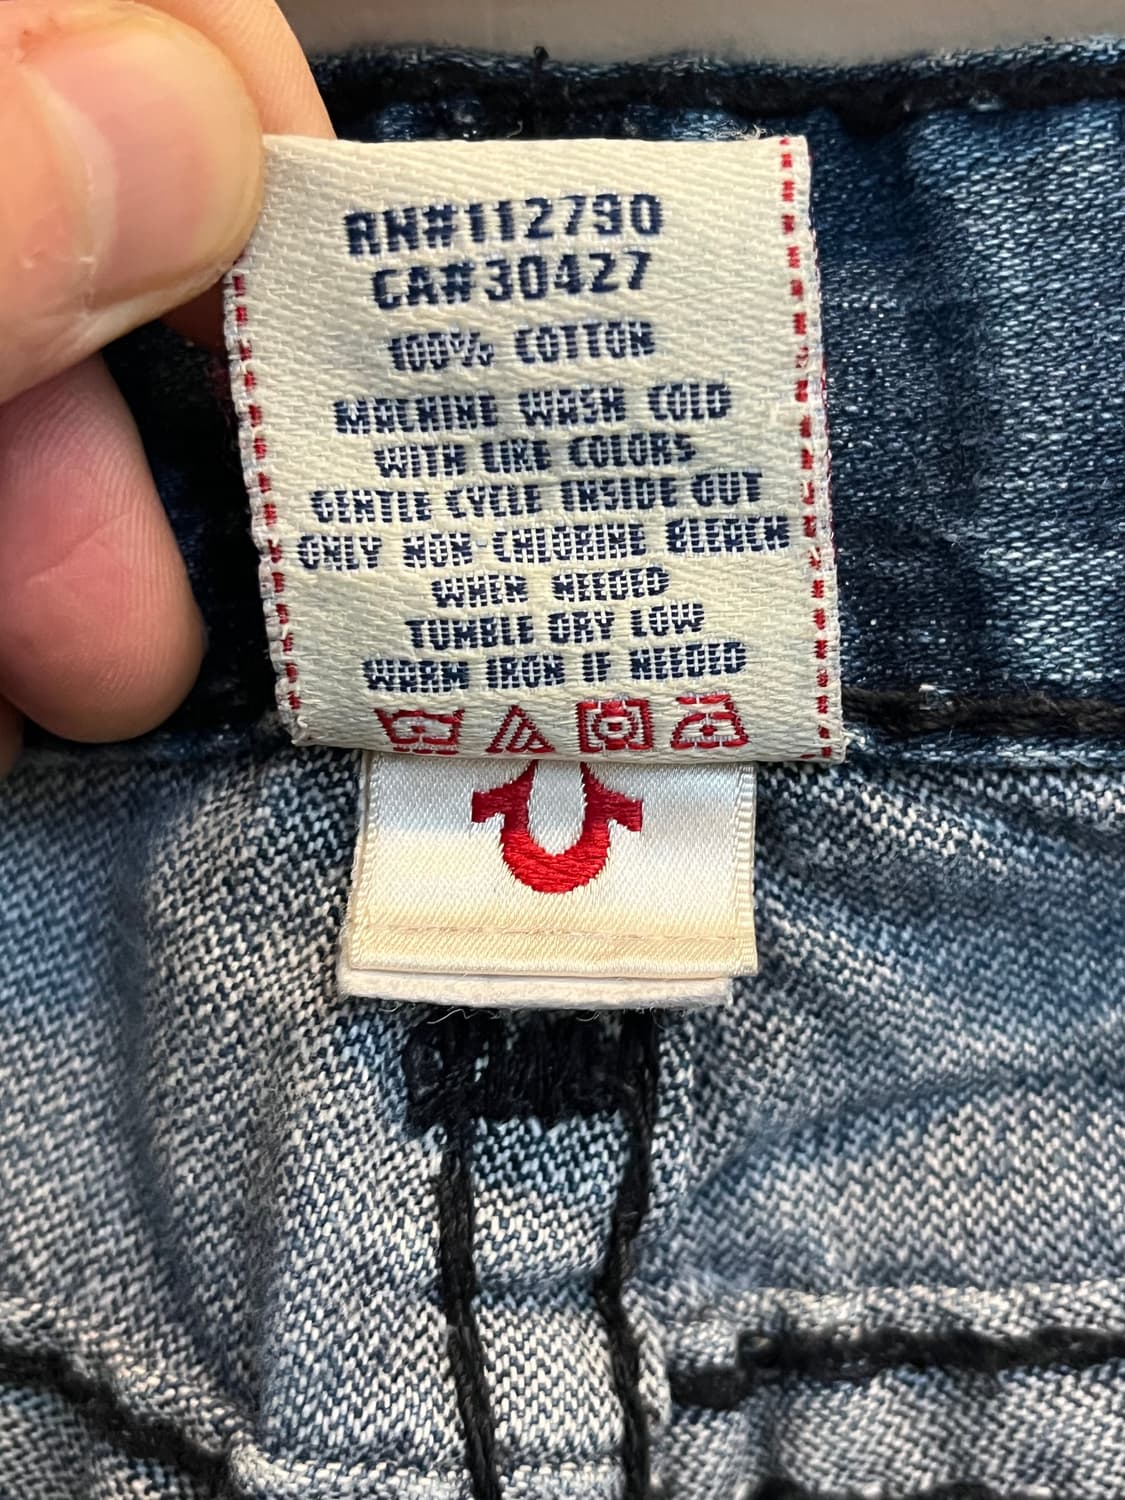 RN#112790
CA#30427
100% COTTON
MACHINE WASH COLD
WITH LIKE COLORS
GENTLE CYCLE INSIDE OUT
ONLY NON-CHLORINE BLEACH
WHEN NEEDED
TUMBLE DRY LOW
WARM IRON IF NEEDED